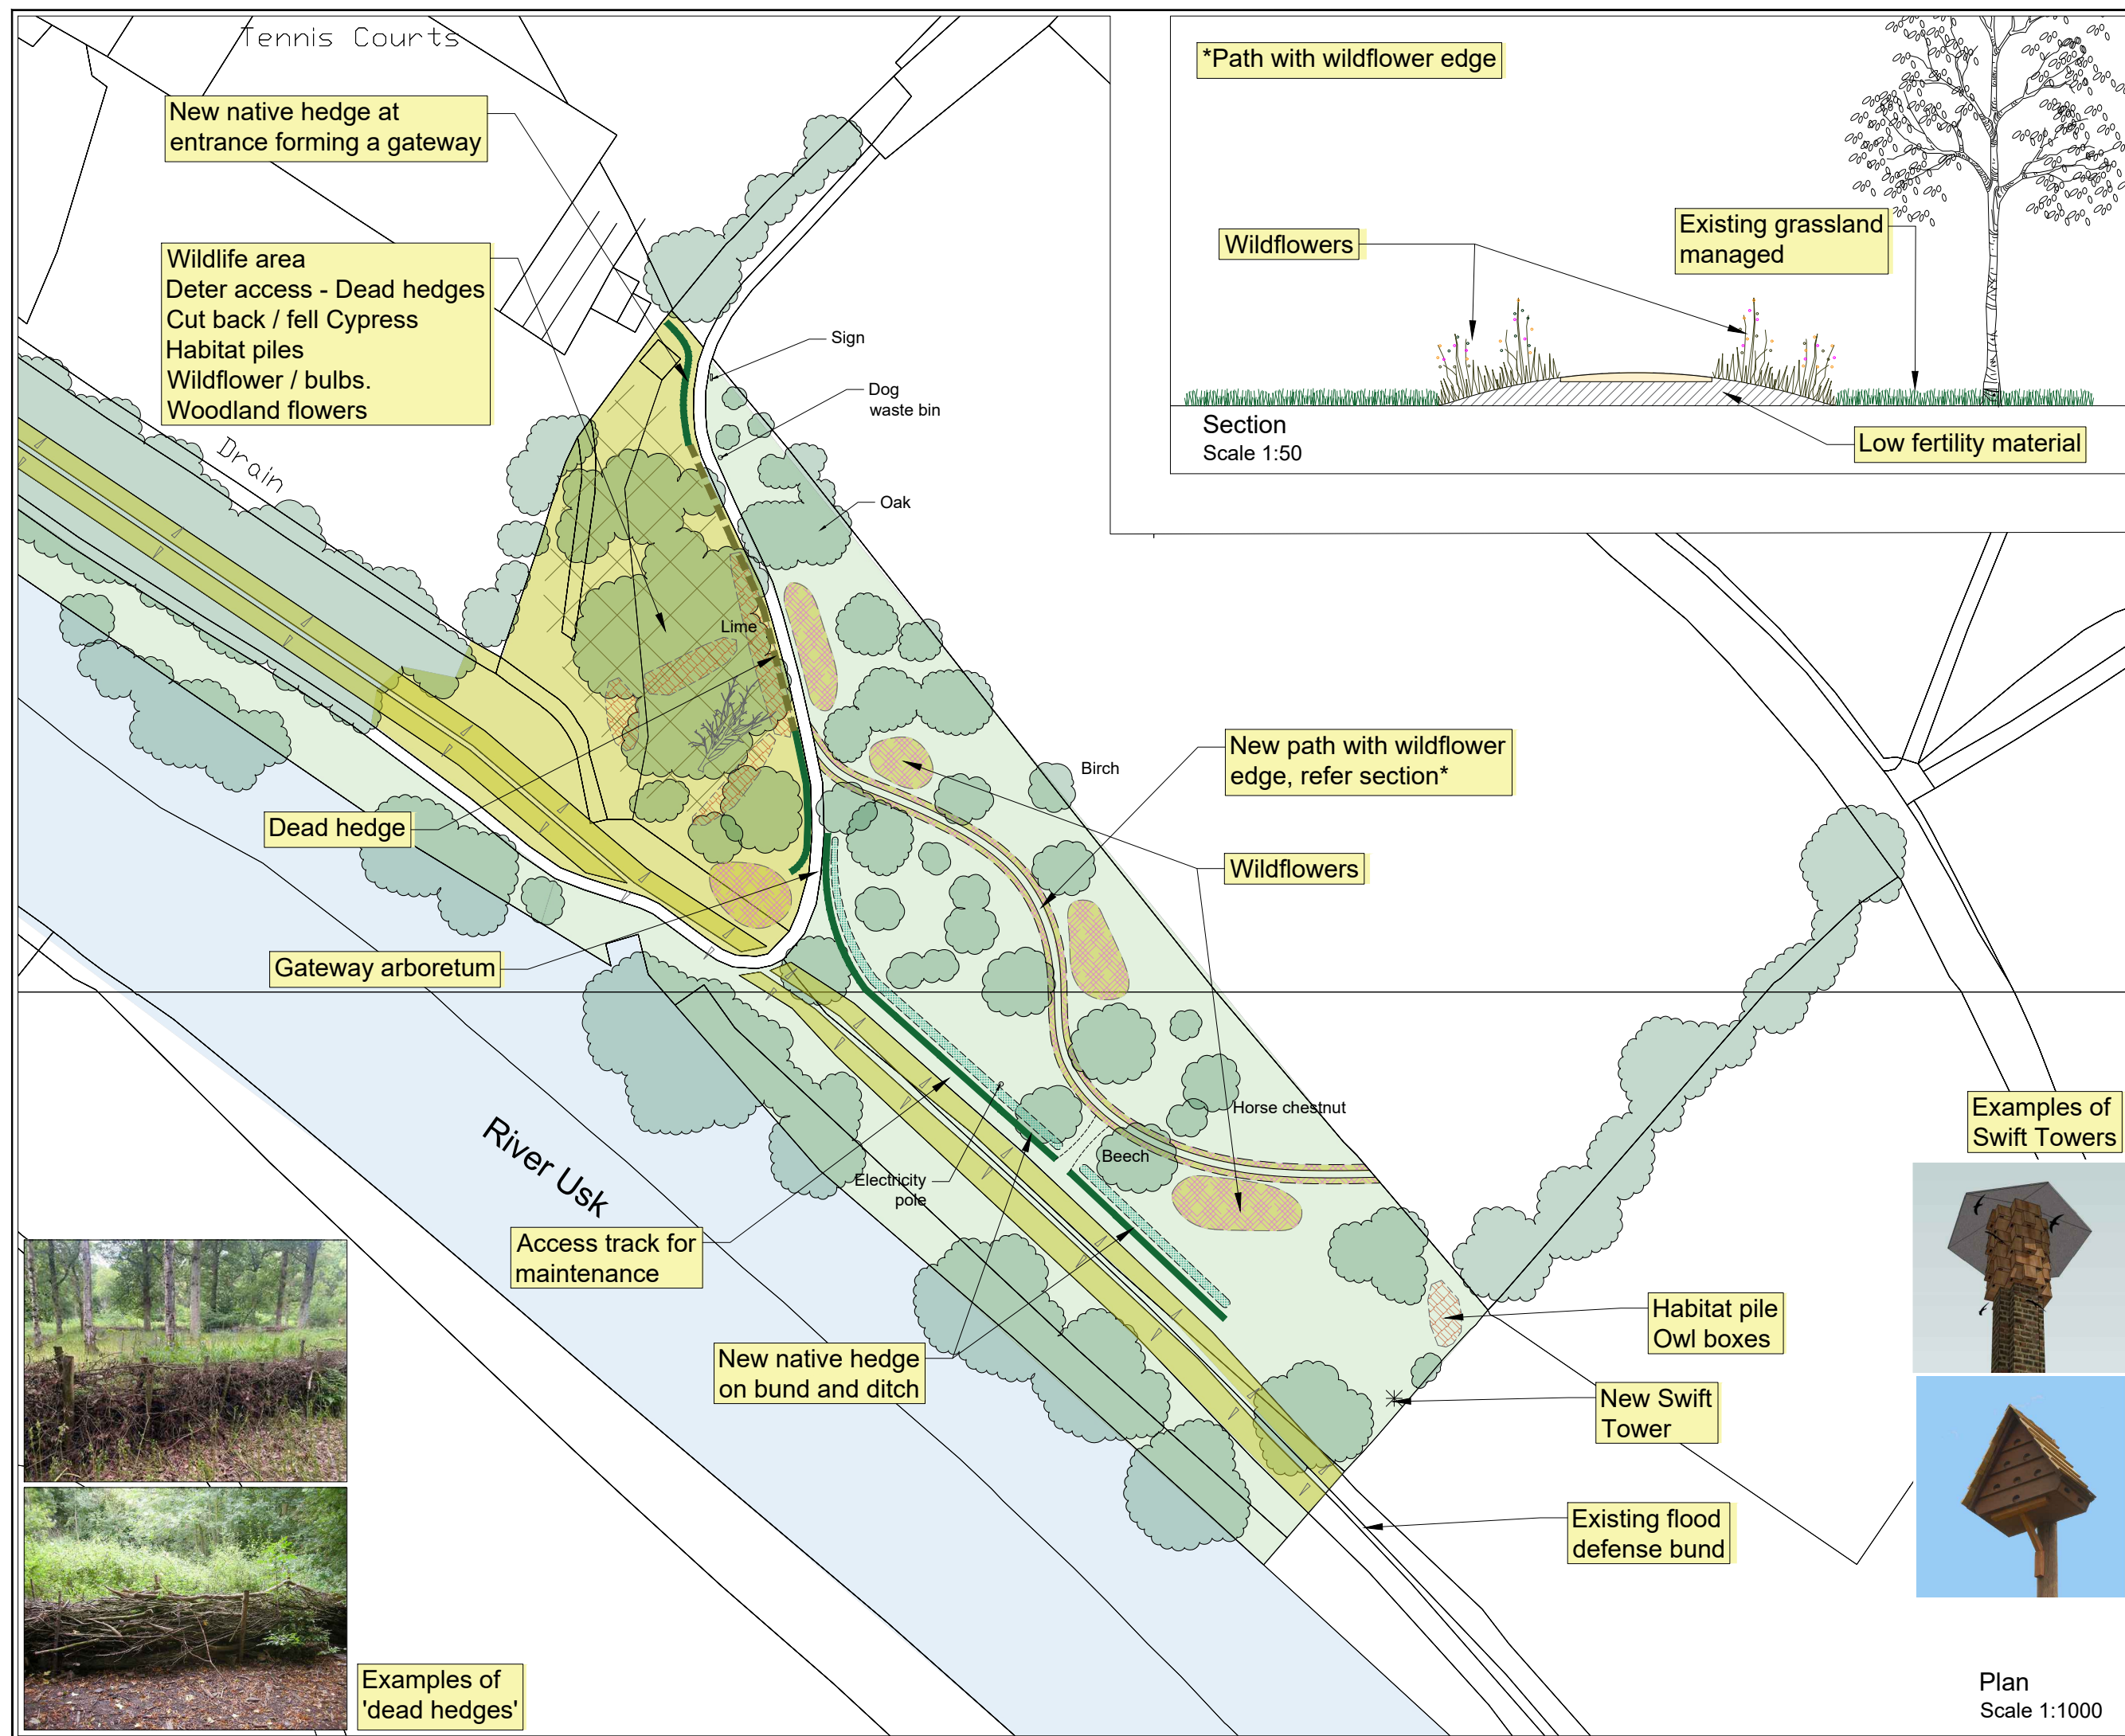 Tennis Courts
New native hedge at
entrance forming a gateway
Wildlife area
Deter access - Dead hedges
Cut back / fell Cypress
Habitat piles
Wildflower / bulbs.
Woodland flowers
Drain
*Path with wildflower edge
Wildflowers
Existing grassland
managed
Section
Scale 1:50
Low fertility material
Sign
Dog
waste bin
Oak
Lime
Birch
New path with wildflower
edge, refer section*
Dead hedge
Wildflowers
Gateway arboretum
Horse chestnut
Beech
Electricity
pole
River Usk
Access track for
maintenance
New native hedge
on bund and ditch
Examples of
Swift Towers
Habitat pile
Owl boxes
New Swift
Tower
Existing flood
defense bund
Examples of
'dead hedges'
Plan
Scale 1:1000